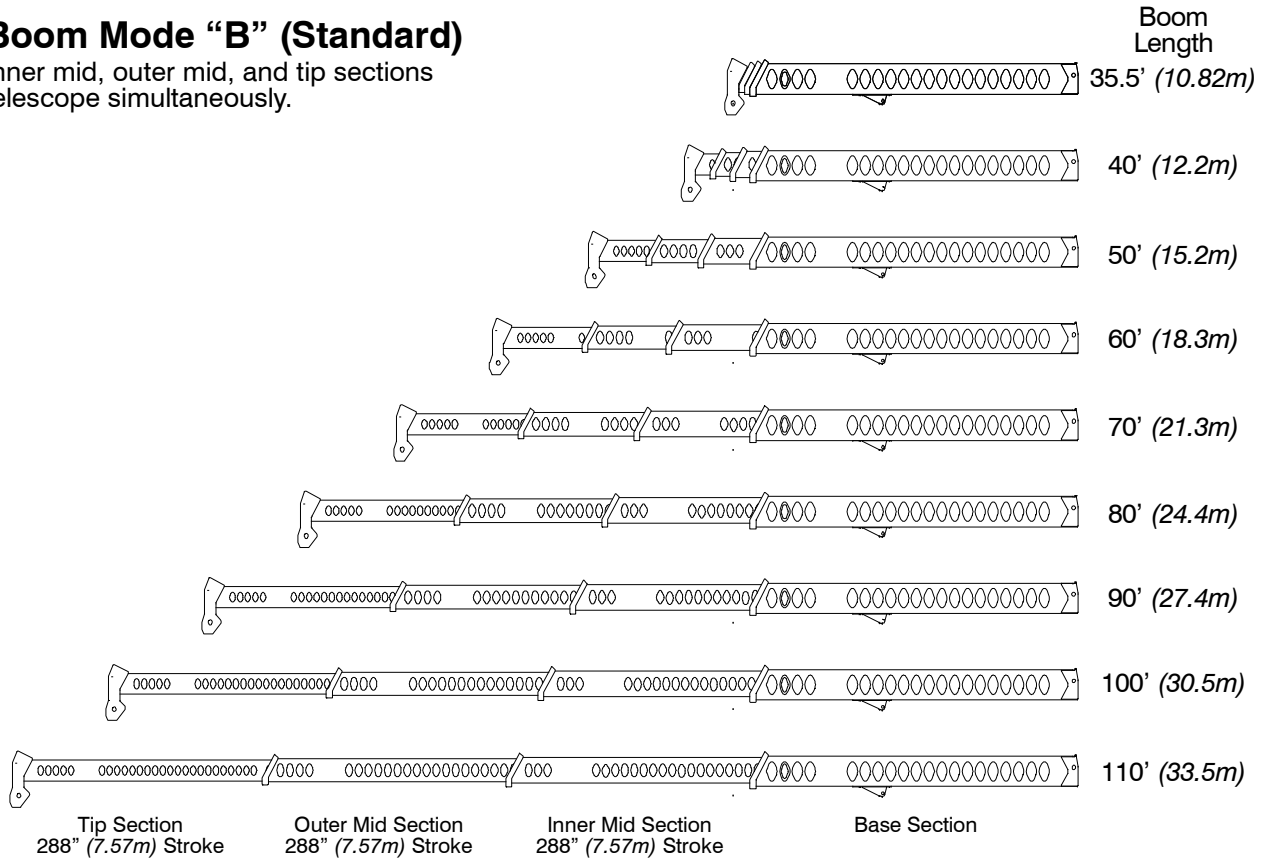 Boom Mode “B” (Standard)
nner mid, outer mid, and tip sections
elescope simultaneously.
Boom
Length
35.5’ (10.82m)
40’ (12.2m)
50’ (15.2m)
60’ (18.3m)
70’ (21.3m)
80’ (24.4m)
90’ (27.4m)
100’ (30.5m)
110’ (33.5m)
Tip Section
288” (7.57m) Stroke
Outer Mid Section
288” (7.57m) Stroke
Inner Mid Section
288” (7.57m) Stroke
Base Section